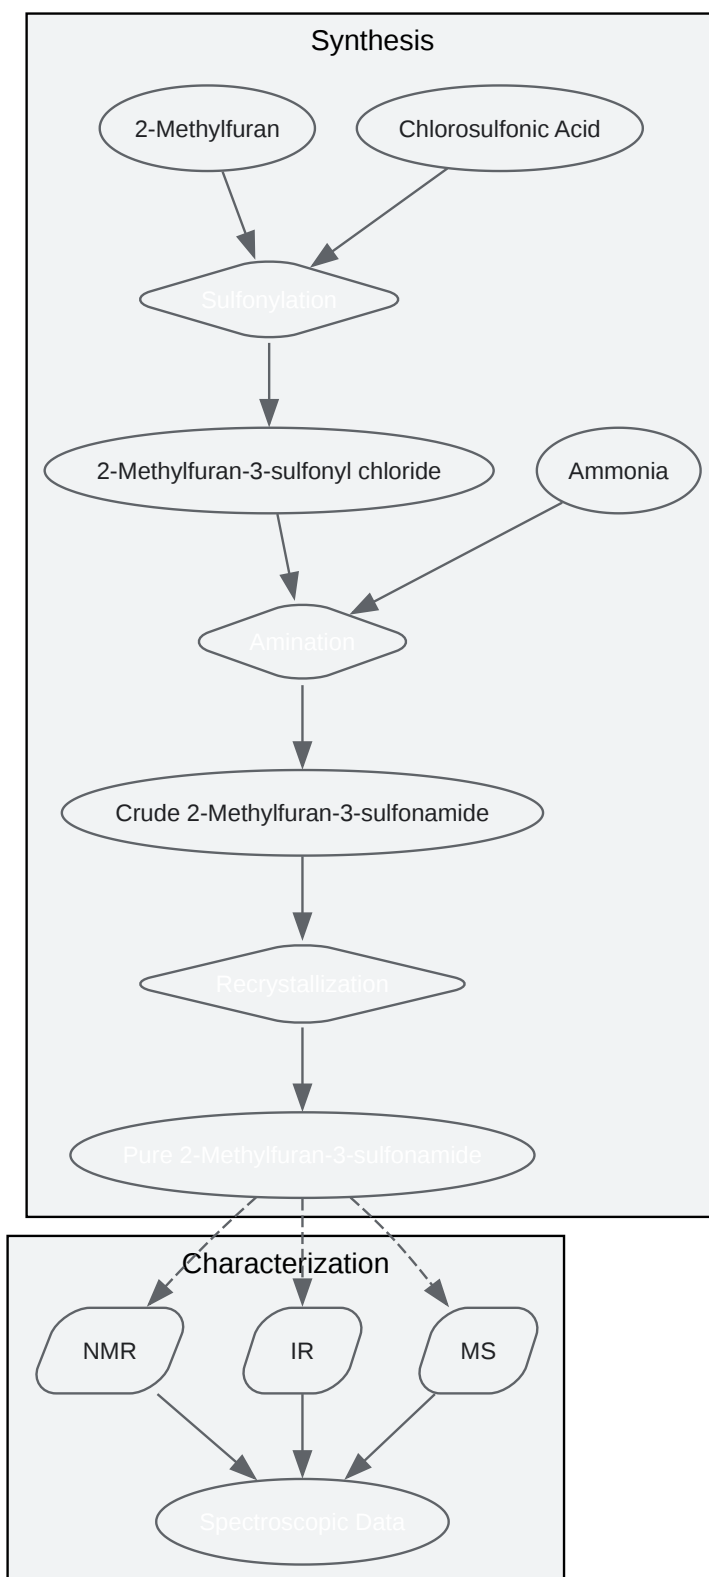 Synthesis
2-Methylfuran
Chlorosulfonic Acid
Sulfonylation
2-Methylfuran-3-sulfonyl chloride
Ammonia
Amination
Crude 2-Methylfuran-3-sulfonamide
Recrystallization
Pure 2-Methylfuran-3-sulfonamide
Characterization
NMR
IR
MS
Spectroscopic Data